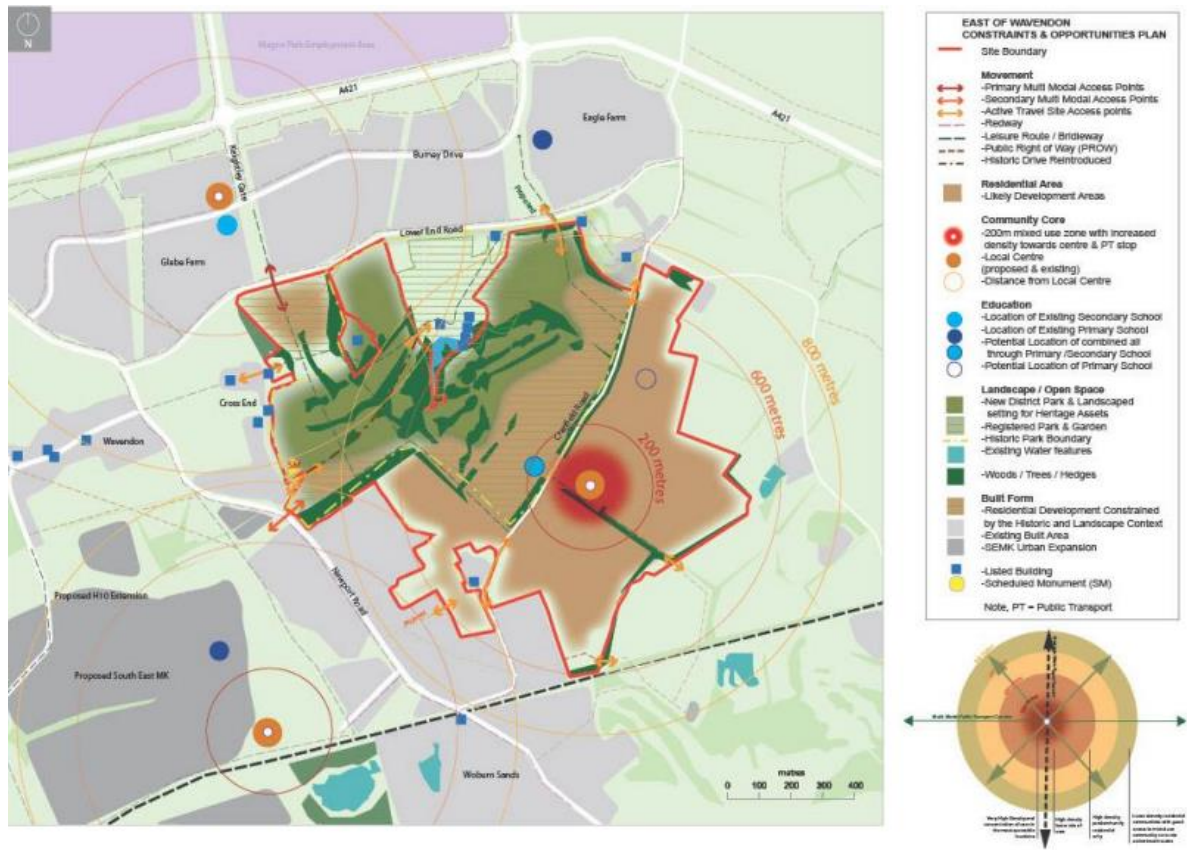 N
Magna Park Employment Area
A421
A421
Eagle Farm
Burney Drive
Glebe Farm
Lower End Road
Cross End
Wavendon
Cranfield Road
200 metres
600 metres
800 metres
SM
Newport Road
Proposed H10 Extension
Proposed South East MK
Woburn Sands
metres
0 100 200 300 400
EAST OF WAVENDON
CONSTRAINTS & OPPORTUNITIES PLAN
Site Boundary
Movement
-Primary Multi Modal Access Points
-Secondary Multi Modal Access Points
-Active Travel Site Access points
-Redway
-Leisure Route / Bridleway
-Public Right of Way (PROW)
-Historic Drive Reintroduced
Residential Area
-Likely Development Areas
Community Core
-200m mixed use zone with increased
density towards centre & PT stop
-Local Centre
(proposed & existing)
-Distance from Local Centre
Education
-Location of Existing Secondary School
-Location of Existing Primary School
-Potential Location of combined all
through Primary /Secondary School
-Potential Location of Primary School
Landscape / Open Space
-New District Park & Landscaped
setting for Heritage Assets
-Registered Park & Garden
-Historic Park Boundary
-Existing Water features
-Woods / Trees / Hedges
Built Form
-Residential Development Constrained
by the Historic and Landscape Context
-Existing Built Area
-SEMK Urban Expansion
-Listed Building
-Scheduled Monument (SM)
Note, PT = Public Transport